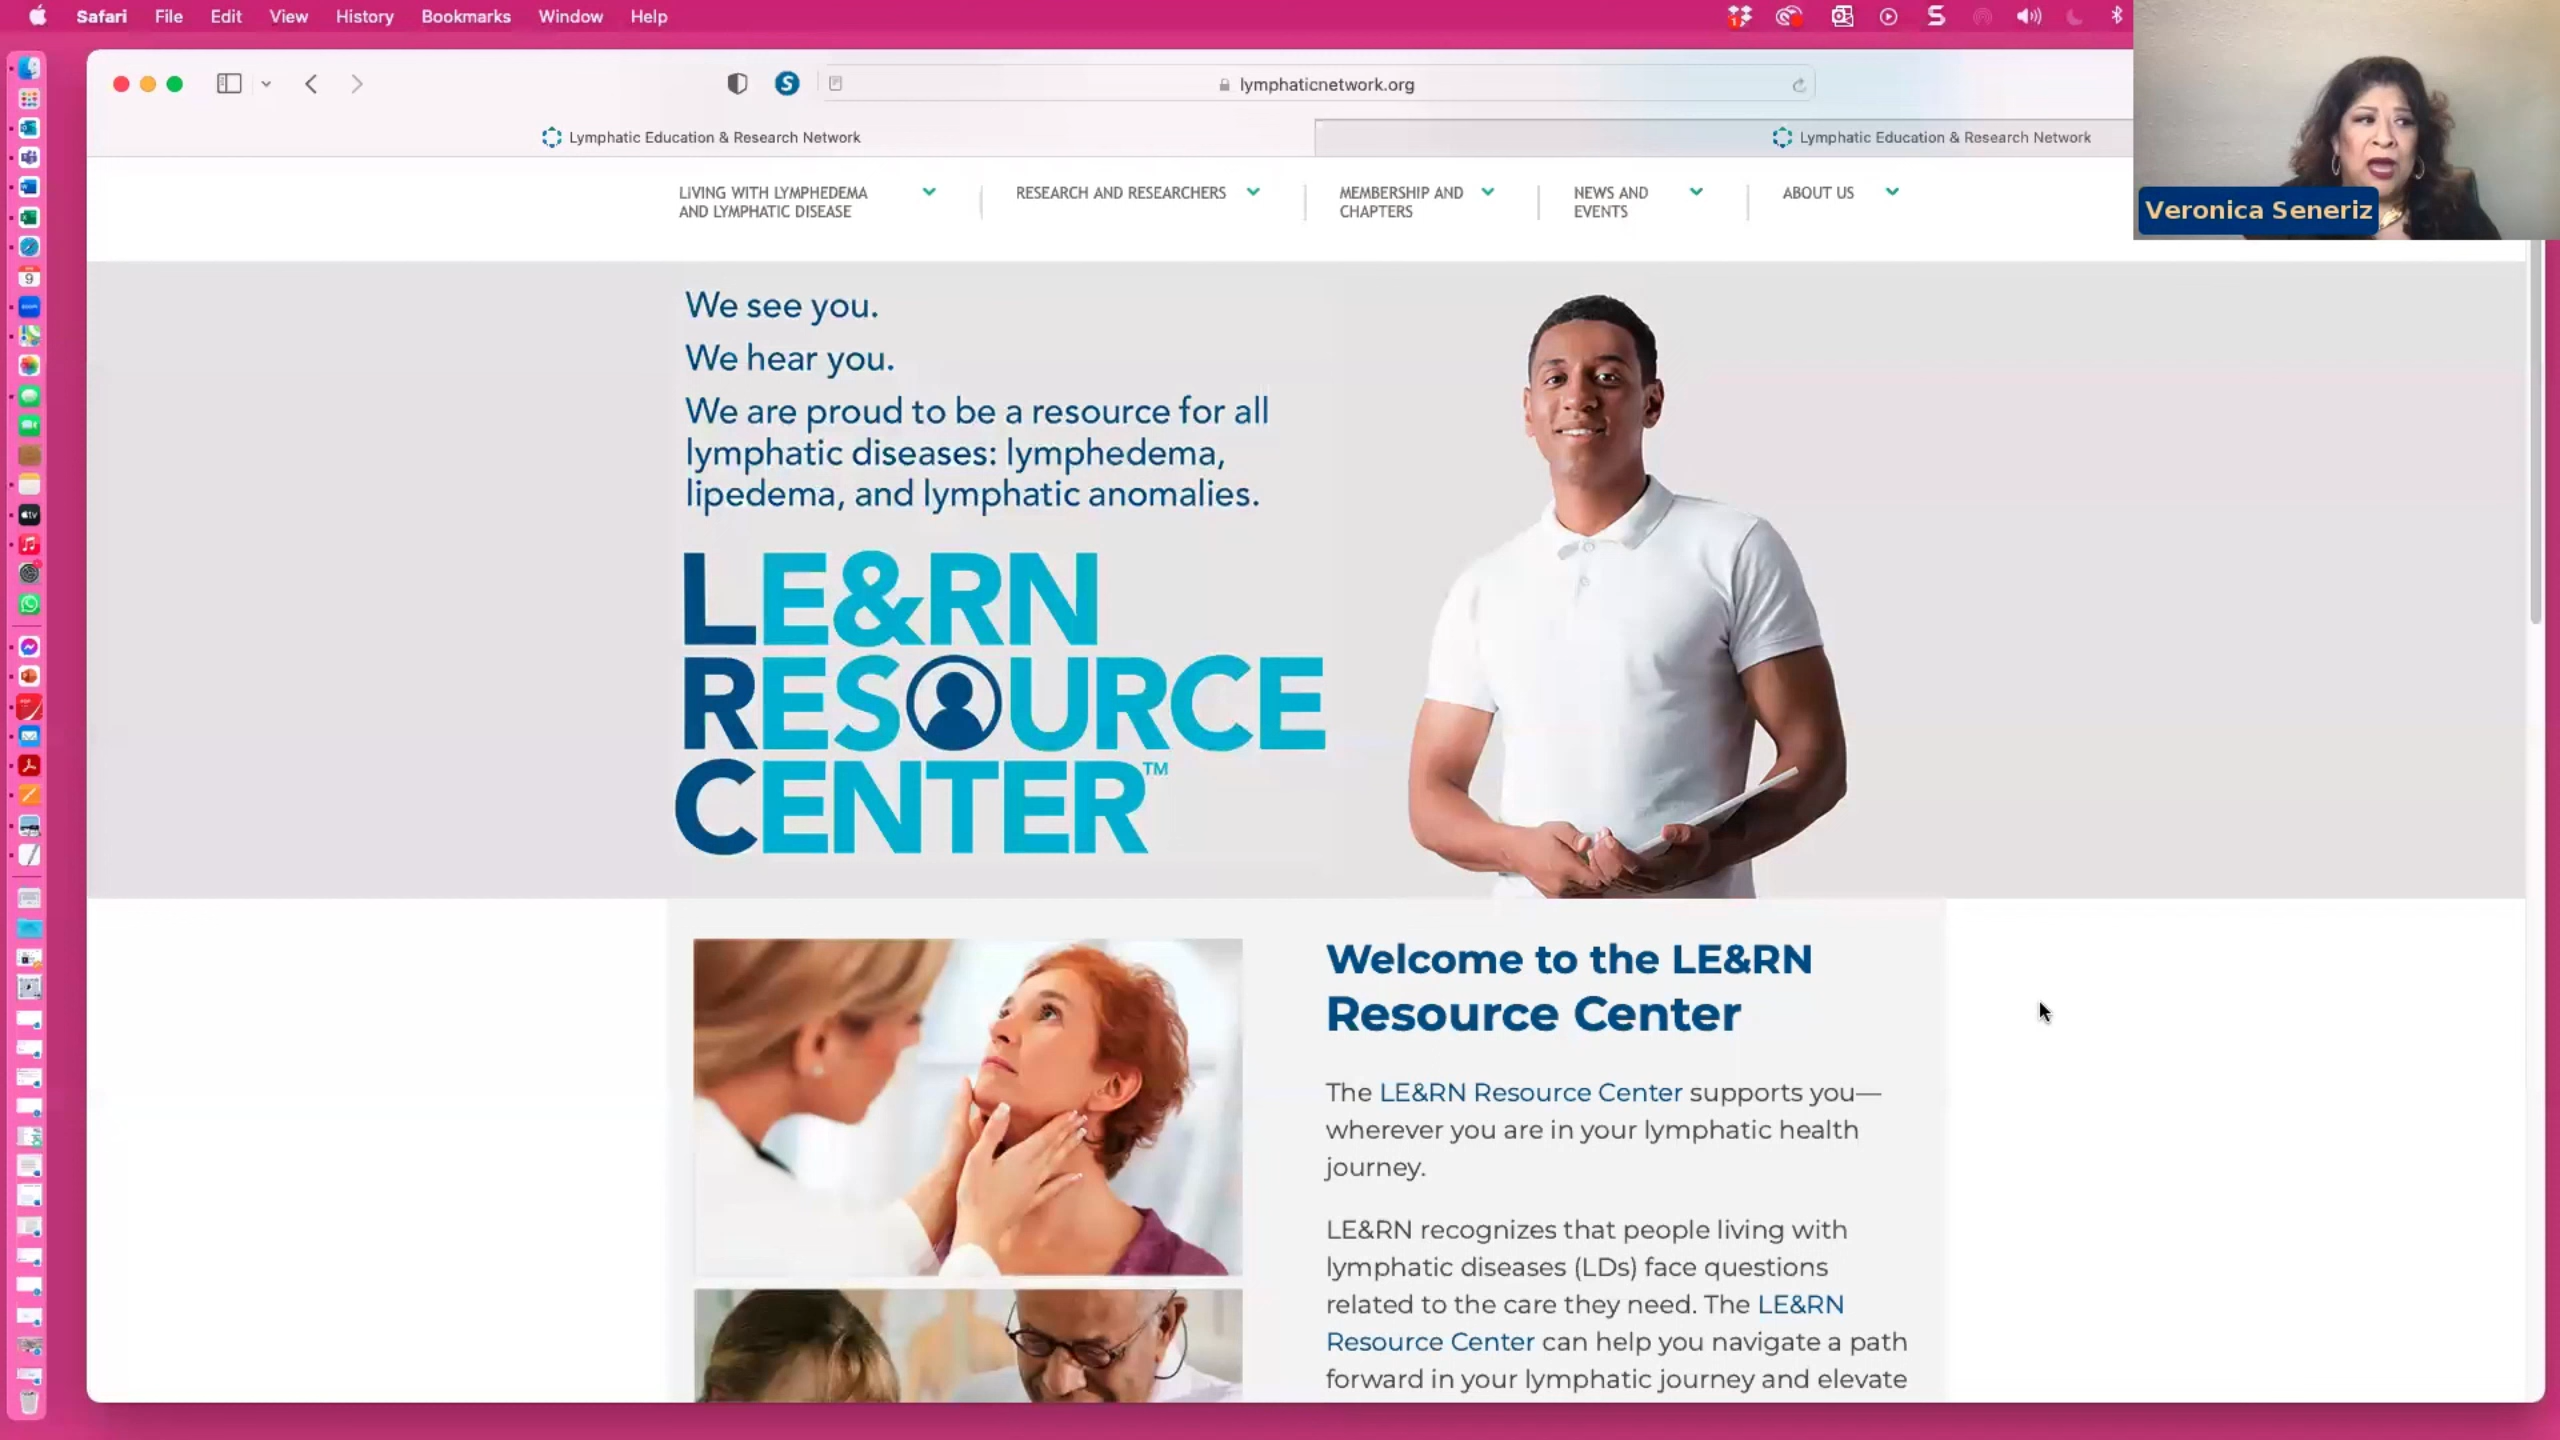 Safari File Edit View History Bookmarks Window Help
lymphaticnetwork.org
Lymphatic Education & Research Network
Lymphatic Education & Research Network
LIVING WITH LYMPHEDEMA
AND LYMPHATIC DISEASE
RESEARCH AND RESEARCHERS
MEMBERSHIP AND
CHAPTERS
NEWS AND
EVENTS
ABOUT US
Veronica Seneriz
We see you.
We hear you.
We are proud to be a resource for all
lymphatic diseases: lymphedema,
lipedema, and lymphatic anomalies.
LE&RN
RESOURCE
CENTER™
Welcome to the LE&RN
Resource Center
The LE&RN Resource Center supports you—
wherever you are in your lymphatic health
journey.
LE&RN recognizes that people living with
lymphatic diseases (LDs) face questions
related to the care they need. The LE&RN
Resource Center can help you navigate a path
forward in your lymphatic journey and elevate